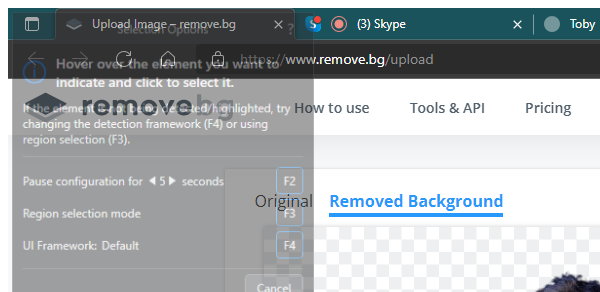 Upload Image – remove.bg
(3) Skype
Toby
Selection Options ?
https://www.remove.bg/upload
Hover over the element you want to
indicate and click to select it.
removebg
How to use
Tools & API
Pricing
If the element is not being detected/highlighted, try
changing the detection framework (F4) or using
region selection (F3).
Pause configuration for 5 seconds F2
Original
Removed Background
Region selection mode F3
UI Framework: Default F4
Cancel